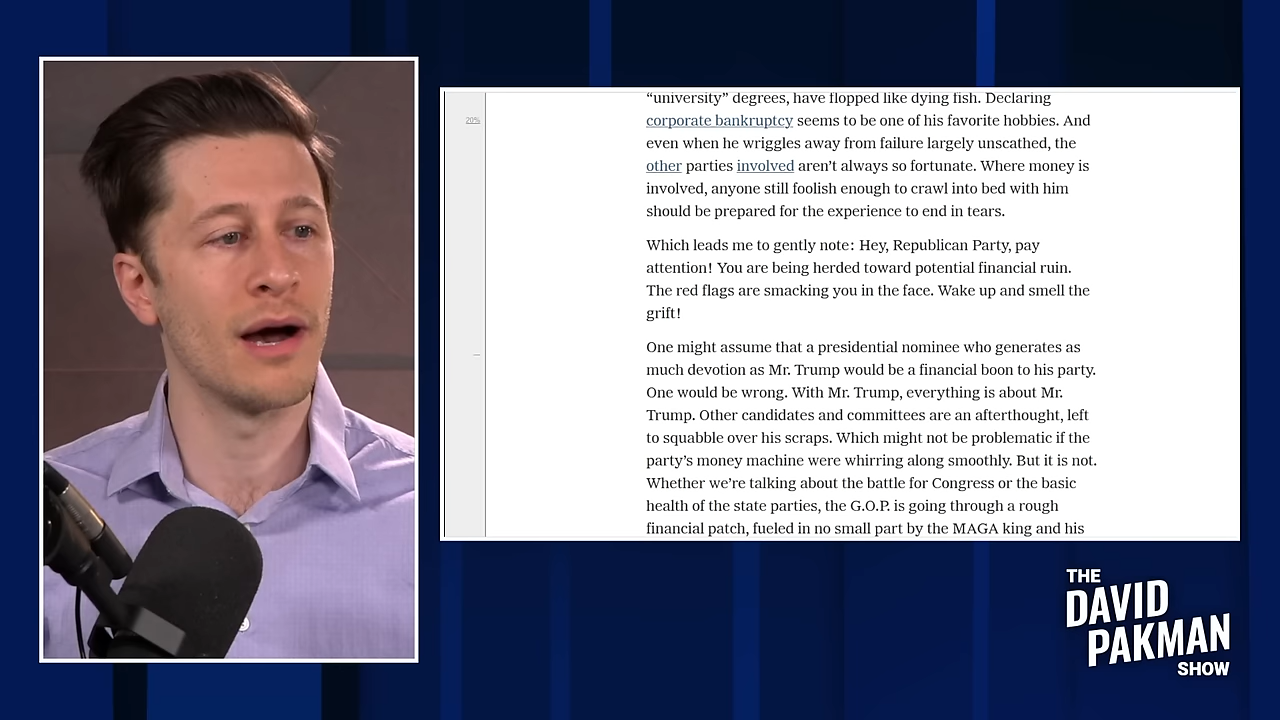 “university” degrees, have flopped like dying fish. Declaring
20%
corporate bankruptcy seems to be one of his favorite hobbies. And
even when he wriggles away from failure largely unscathed, the
other parties involved aren’t always so fortunate. Where money is
involved, anyone still foolish enough to crawl into bed with him
should be prepared for the experience to end in tears.
Which leads me to gently note: Hey, Republican Party, pay
attention! You are being herded toward potential financial ruin.
The red flags are smacking you in the face. Wake up and smell the
grift!
One might assume that a presidential nominee who generates as
much devotion as Mr. Trump would be a financial boon to his party.
One would be wrong. With Mr. Trump, everything is about Mr.
Trump. Other candidates and committees are an afterthought, left
to squabble over his scraps. Which might not be problematic if the
party’s money machine were whirring along smoothly. But it is not.
Whether we’re talking about the battle for Congress or the basic
health of the state parties, the G.O.P. is going through a rough
financial patch, fueled in no small part by the MAGA king and his
THE
DAVID
PAKMAN
SHOW